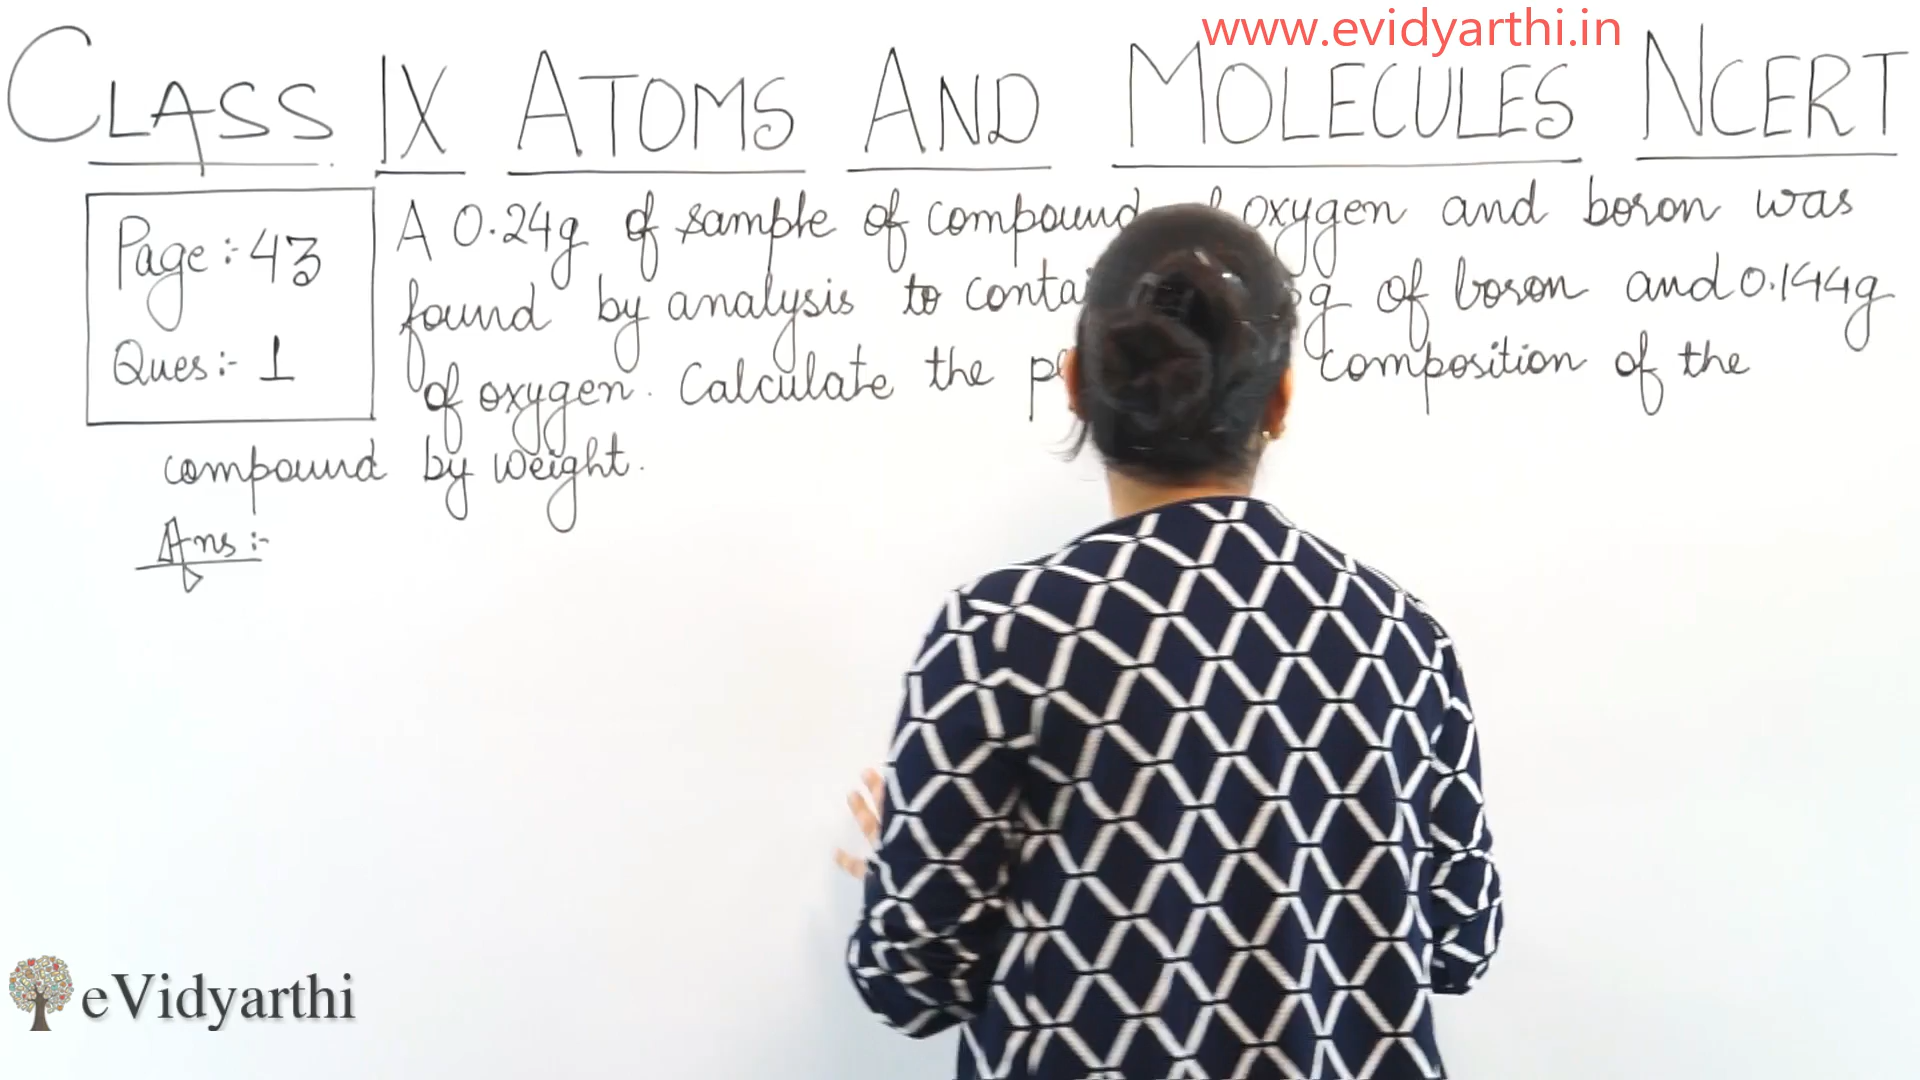 www.evidyarthi.in
CLASS IX ATOMS AND MOLECULES NCERT
Page:- 43
Ques:- 1
A 0.24g of sample of compound oxygen and boron was
found by analysis to g of boron and 0.144g
of oxygen. Calculate the composition of the
compound by weight.
Ans:-
eVidyarthi